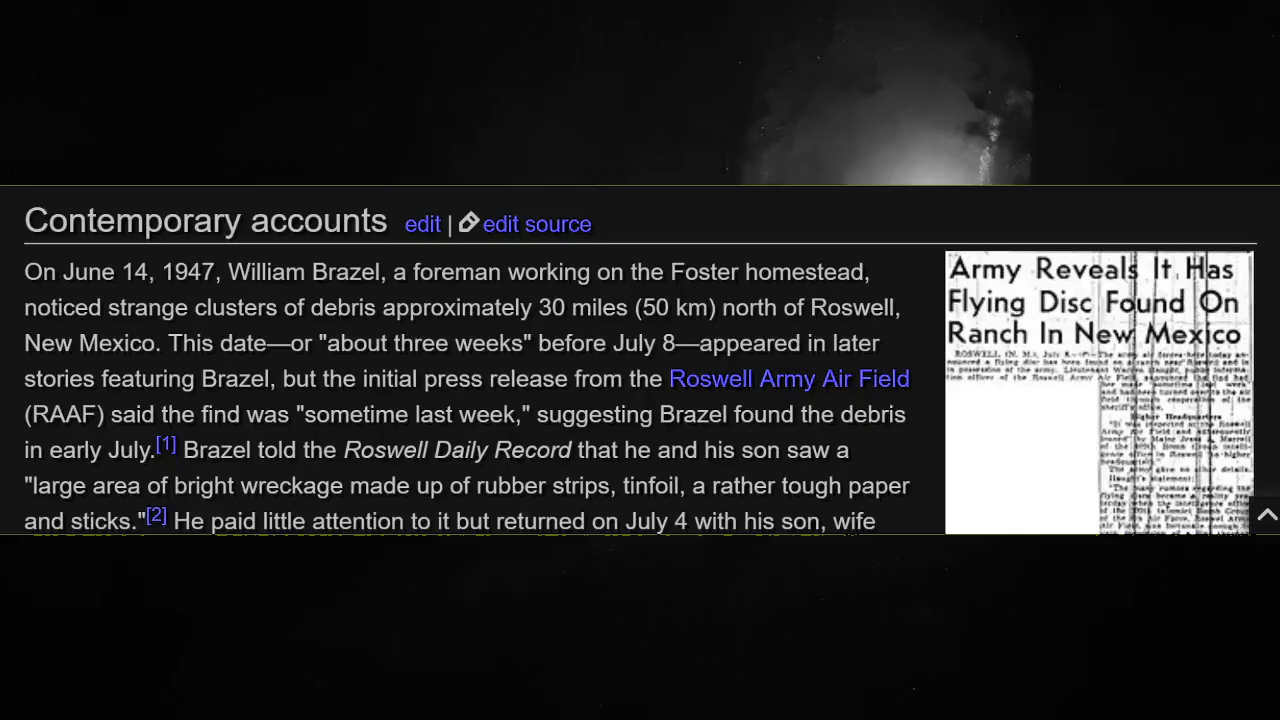 Contemporary accounts edit | edit source
On June 14, 1947, William Brazel, a foreman working on the Foster homestead,
noticed strange clusters of debris approximately 30 miles (50 km) north of Roswell,
New Mexico. This date—or "about three weeks" before July 8—appeared in later
stories featuring Brazel, but the initial press release from the Roswell Army Air Field
(RAAF) said the find was "sometime last week," suggesting Brazel found the debris
in early July.[1] Brazel told the Roswell Daily Record that he and his son saw a
"large area of bright wreckage made up of rubber strips, tinfoil, a rather tough paper
and sticks."[2] He paid little attention to it but returned on July 4 with his son, wife
Army Reveals It Has
Flying Disc Found On
Ranch In New Mexico
Higher Headquarters